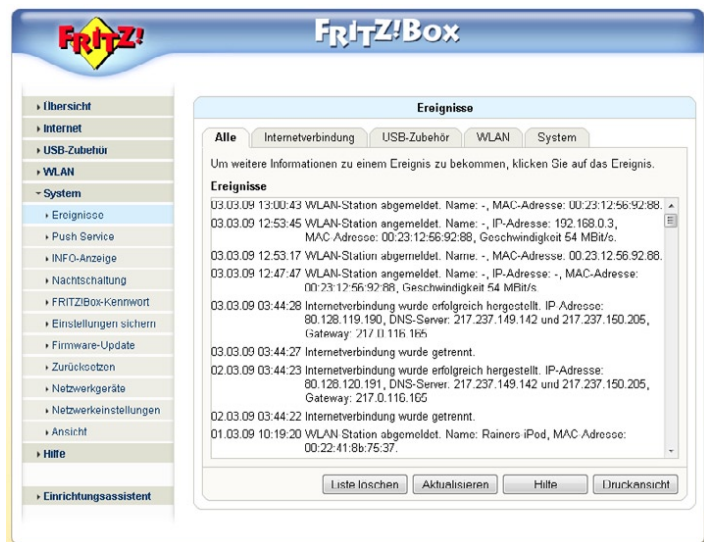 FRITZ!
FRITZ!Box
Übersicht
Internet
USB-Zubehör
WLAN
System
Ereignisse
Push Service
INFO-Anzeige
Nachtschaltung
FRITZ!Box-Kennwort
Einstellungen sichern
Firmware-Update
Zurücksetzen
Netzwerkgeräte
Netzwerkeinstellungen
Ansicht
Hilfe
Einrichtungsassistent
Ereignisse
Alle Internetverbindung USB-Zubehör WLAN System
Um weitere Informationen zu einem Ereignis zu bekommen, klicken Sie auf das Ereignis.
Ereignisse
03.03.09 13:00:43 WLAN-Station abgemeldet. Name: -, MAC-Adresse: 00:23:12:56:92:88.
03.03.09 12:53:45 WLAN-Station angemeldet. Name: -, IP-Adresse: 192.168.0.3,
MAC-Adresse: 00:23:12:56:92:88, Geschwindigkeit 54 MBit/s.
03.03.09 12:53:17 WLAN-Station abgemeldet. Name: -, MAC-Adresse: 00:23:12:56:92:88.
03.03.09 12:47:47 WLAN-Station angemeldet. Name: -, IP-Adresse: -, MAC-Adresse:
00:23:12:56:92:88, Geschwindigkeit 54 MBit/s.
03.03.09 03:44:28 Internetverbindung wurde erfolgreich hergestellt. IP-Adresse:
80.128.119.190, DNS-Server: 217.237.149.142 und 217.237.150.205,
Gateway: 217.0.116.165
03.03.09 03:44:27 Internetverbindung wurde getrennt.
02.03.09 03:44:23 Internetverbindung wurde erfolgreich hergestellt. IP-Adresse:
80.128.120.191, DNS-Server: 217.237.149.142 und 217.237.150.205,
Gateway: 217.0.116.165
02.03.09 03:44:22 Internetverbindung wurde getrennt.
01.03.09 10:19:20 WLAN-Station abgemeldet. Name: Rainers iPod, MAC-Adresse:
00:22:41:8b:75:37.
Liste löschen Aktualisieren Hilfe Druckansicht